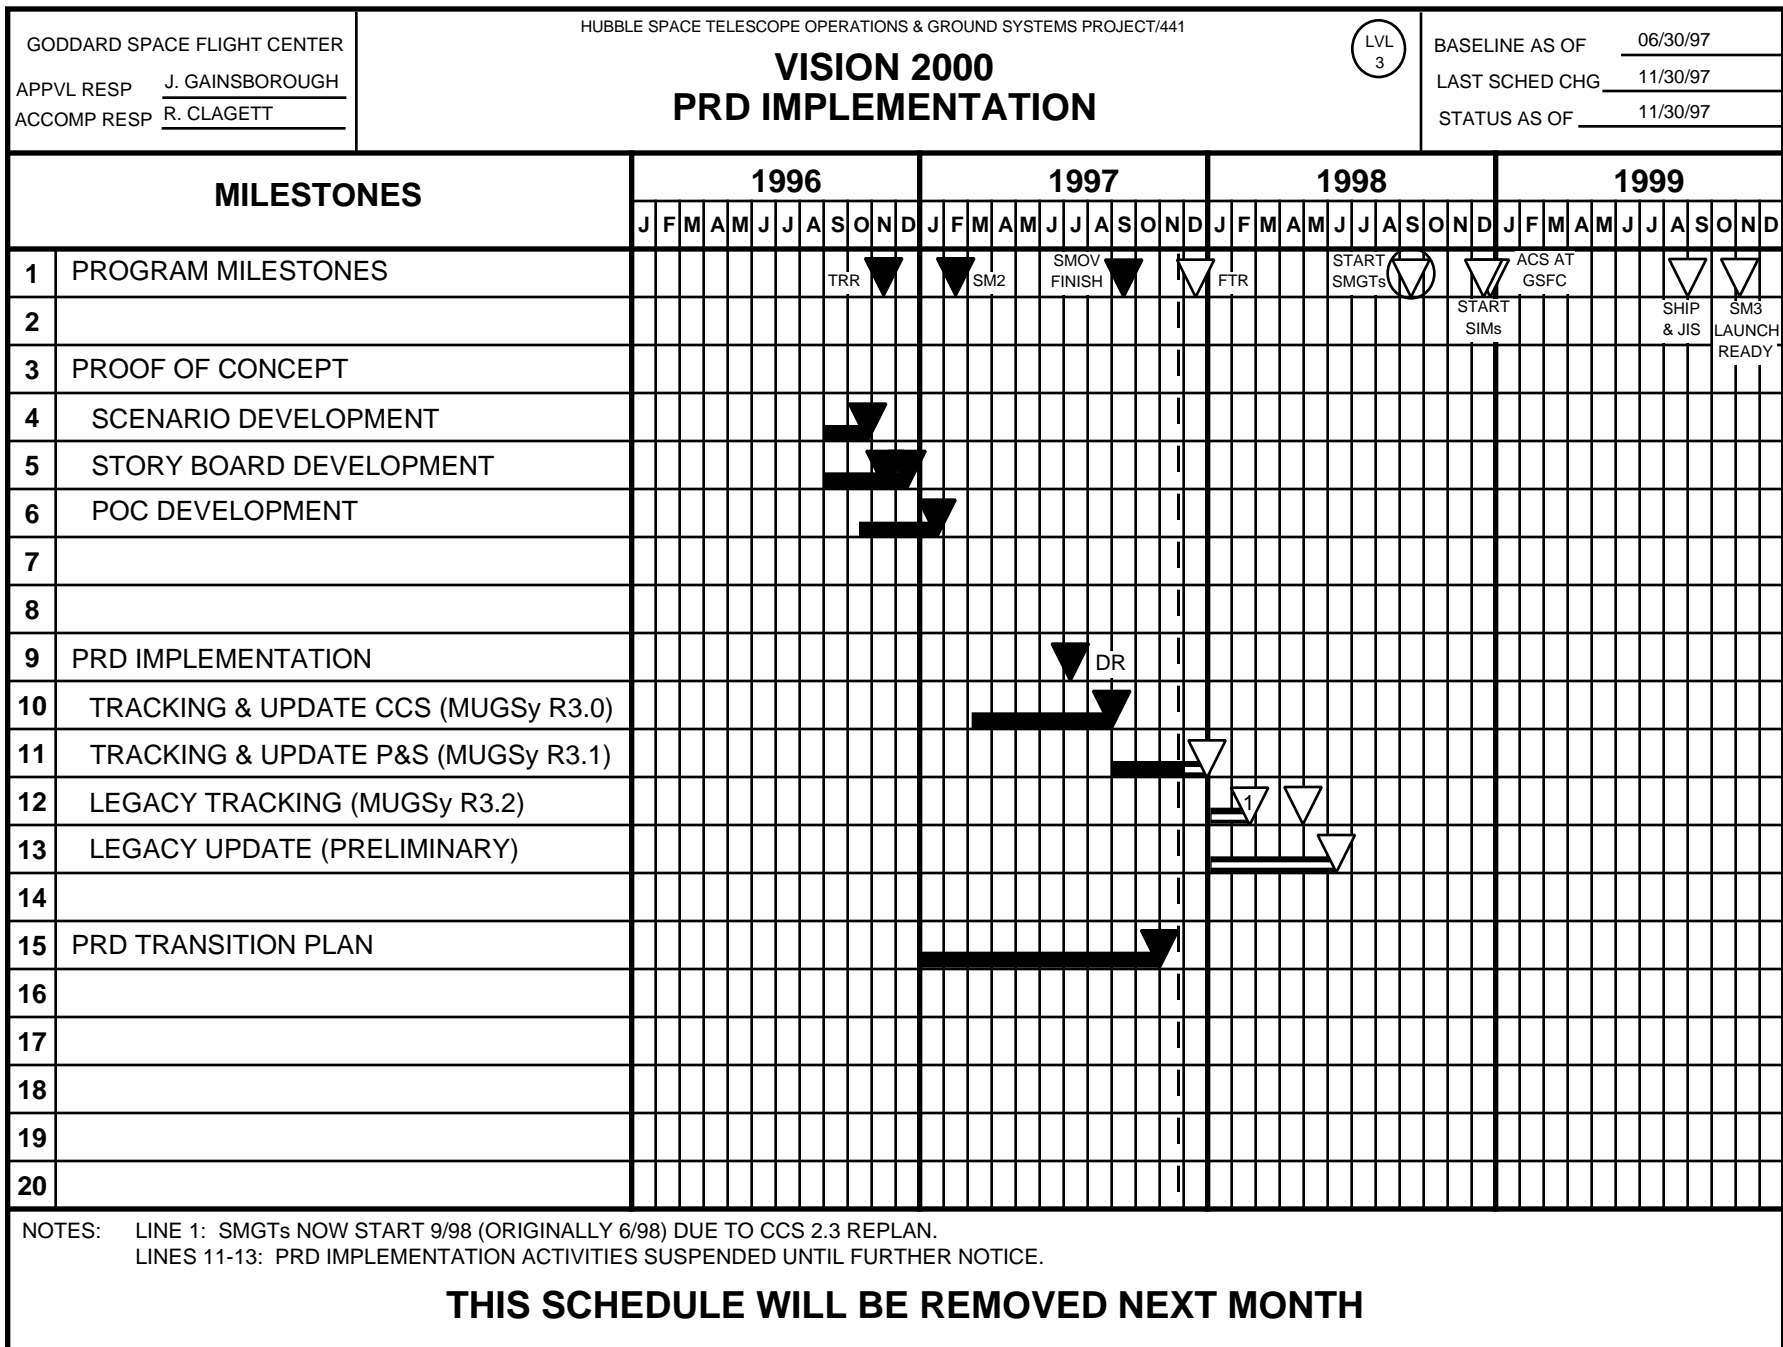 HUBBLE SPACE TELESCOPE OPERATIONS & GROUND SYSTEMS PROJECT/441
GODDARD SPACE FLIGHT CENTER
APPVL RESP J. GAINSBOROUGH
ACCOMP RESP R. CLAGETT
VISION 2000
PRD IMPLEMENTATION
LVL
3
BASELINE AS OF 06/30/97
LAST SCHED CHG 11/30/97
STATUS AS OF 11/30/97
MILESTONES
1996 1997 1998 1999
J F M A M J J A S O N D J F M A M J J A S O N D J F M A M J J A S O N D J F M A M J J A S O N D
1 PROGRAM MILESTONES
TRR
SM2
SMOV
FINISH
FTR
START
SMGTs
START
SIMs
ACS AT
GSFC
SHIP
& JIS
SM3
LAUNCH
READY
2
3 PROOF OF CONCEPT
4 SCENARIO DEVELOPMENT
5 STORY BOARD DEVELOPMENT
6 POC DEVELOPMENT
7
8
9 PRD IMPLEMENTATION DR
10 TRACKING & UPDATE CCS (MUGSy R3.0)
11 TRACKING & UPDATE P&S (MUGSy R3.1)
12 LEGACY TRACKING (MUGSy R3.2) 1
13 LEGACY UPDATE (PRELIMINARY)
14
15 PRD TRANSITION PLAN
16
17
18
19
20
NOTES: LINE 1: SMGTs NOW START 9/98 (ORIGINALLY 6/98) DUE TO CCS 2.3 REPLAN.
LINES 11-13: PRD IMPLEMENTATION ACTIVITIES SUSPENDED UNTIL FURTHER NOTICE.
THIS SCHEDULE WILL BE REMOVED NEXT MONTH